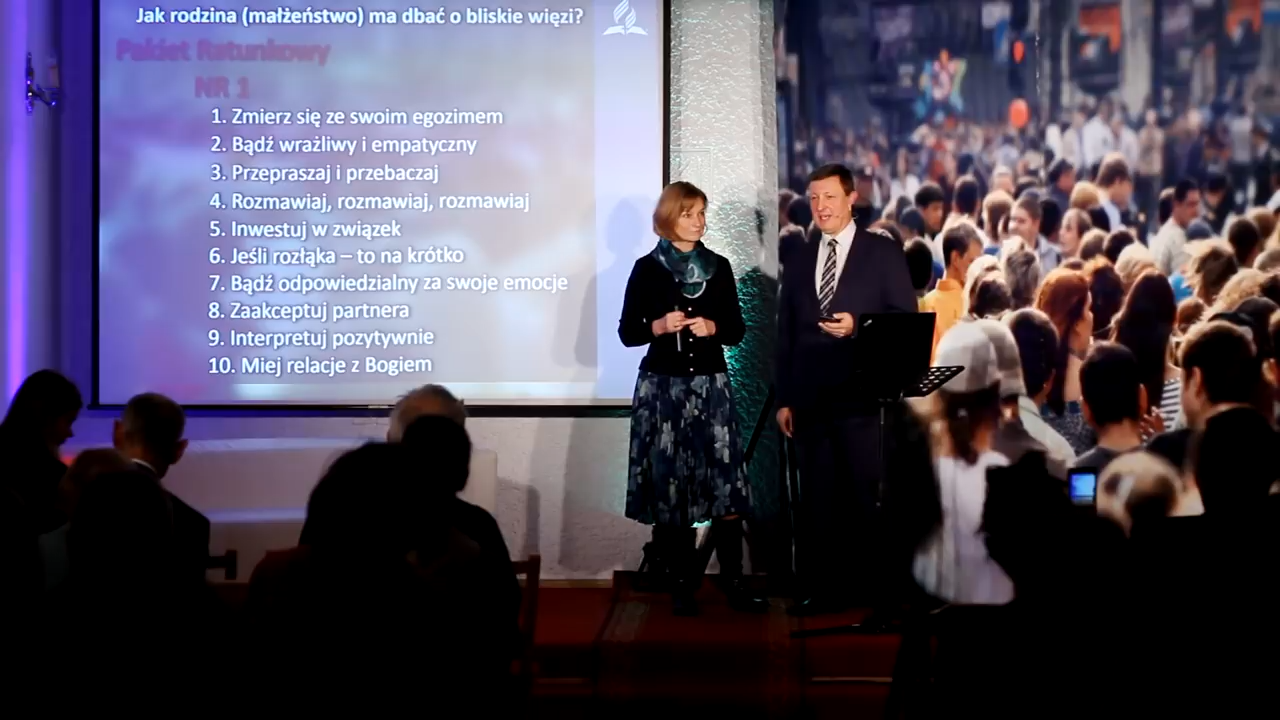 Jak rodzina (małżeństwo) ma dbać o bliskie więzi?
Pakiet Ratunkowy
NR 1
1. Zmierz się ze swoim egozimem
2. Bądź wrażliwy i empatyczny
3. Przepraszaj i przebaczaj
4. Rozmawiaj, rozmawiaj, rozmawiaj
5. Inwestuj w związek
6. Jeśli rozłąka – to na krótko
7. Bądź odpowiedzialny za swoje emocje
8. Zaakceptuj partnera
9. Interpretuj pozytywnie
10. Miej relacje z Bogiem